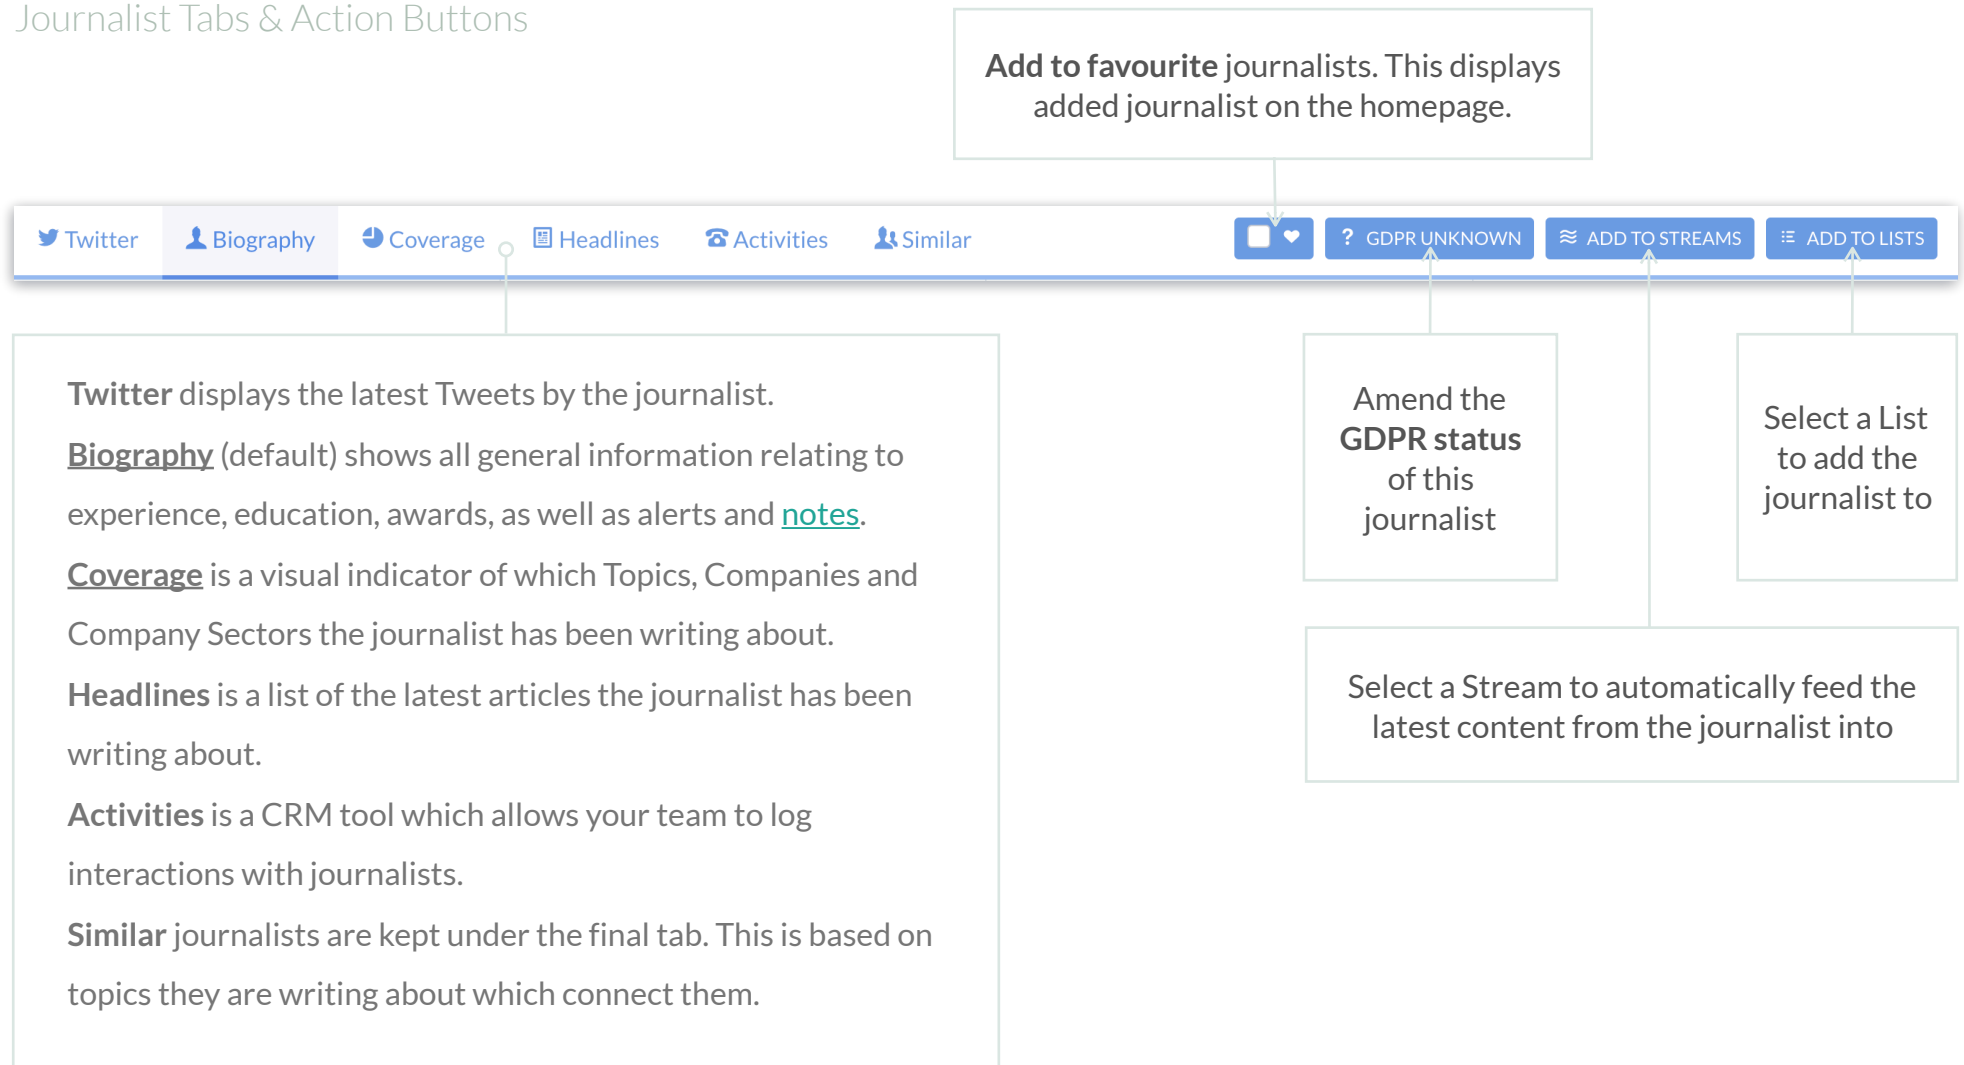 Journalist Tabs & Action Buttons
Add to favourite journalists. This displays
added journalist on the homepage.
Twitter
Biography
Coverage
Headlines
Activities
Similar
? GDPR UNKNOWN
ADD TO STREAMS
ADD TO LISTS
Twitter displays the latest Tweets by the journalist.
Biography (default) shows all general information relating to
experience, education, awards, as well as alerts and notes.
Coverage is a visual indicator of which Topics, Companies and
Company Sectors the journalist has been writing about.
Headlines is a list of the latest articles the journalist has been
writing about.
Activities is a CRM tool which allows your team to log
interactions with journalists.
Similar journalists are kept under the final tab. This is based on
topics they are writing about which connect them.
Amend the
GDPR status
of this
journalist
Select a List
to add the
journalist to
Select a Stream to automatically feed the
latest content from the journalist into